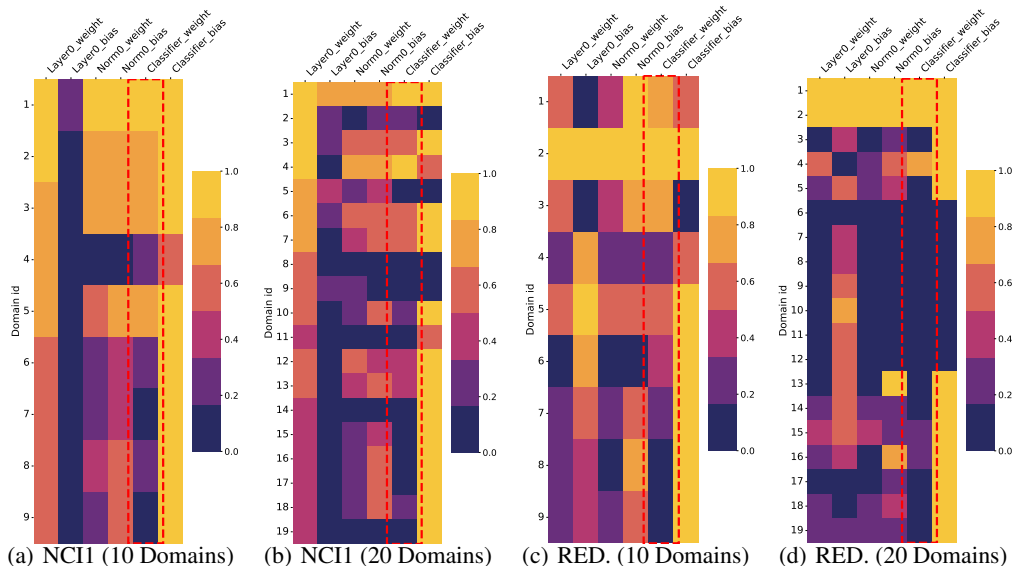 Layer0_weight
Layer0_bias
Norm0_weight
Norm0_bias
Classifier_weight
Classifier_bias
Domain id
1
2
3
4
5
6
7
8
9
1.0
0.8
0.6
0.4
0.2
0.0
(a) NCI1 (10 Domains)
Layer0_weight
Layer0_bias
Norm0_weight
Norm0_bias
Classifier_weight
Classifier_bias
Domain id
1
2
3
4
5
6
7
8
9
10
11
12
13
14
15
16
17
18
19
1.0
0.8
0.6
0.4
0.2
0.0
(b) NCI1 (20 Domains)
Layer0_weight
Layer0_bias
Norm0_weight
Norm0_bias
Classifier_weight
Classifier_bias
Domain id
1
2
3
4
5
6
7
8
9
1.0
0.8
0.6
0.4
0.2
0.0
(c) RED. (10 Domains)
Layer0_weight
Layer0_bias
Norm0_weight
Norm0_bias
Classifier_weight
Classifier_bias
Domain id
1
2
3
4
5
6
7
8
9
10
11
12
13
14
15
16
17
18
19
1.0
0.8
0.6
0.4
0.2
0.0
(d) RED. (20 Domains)